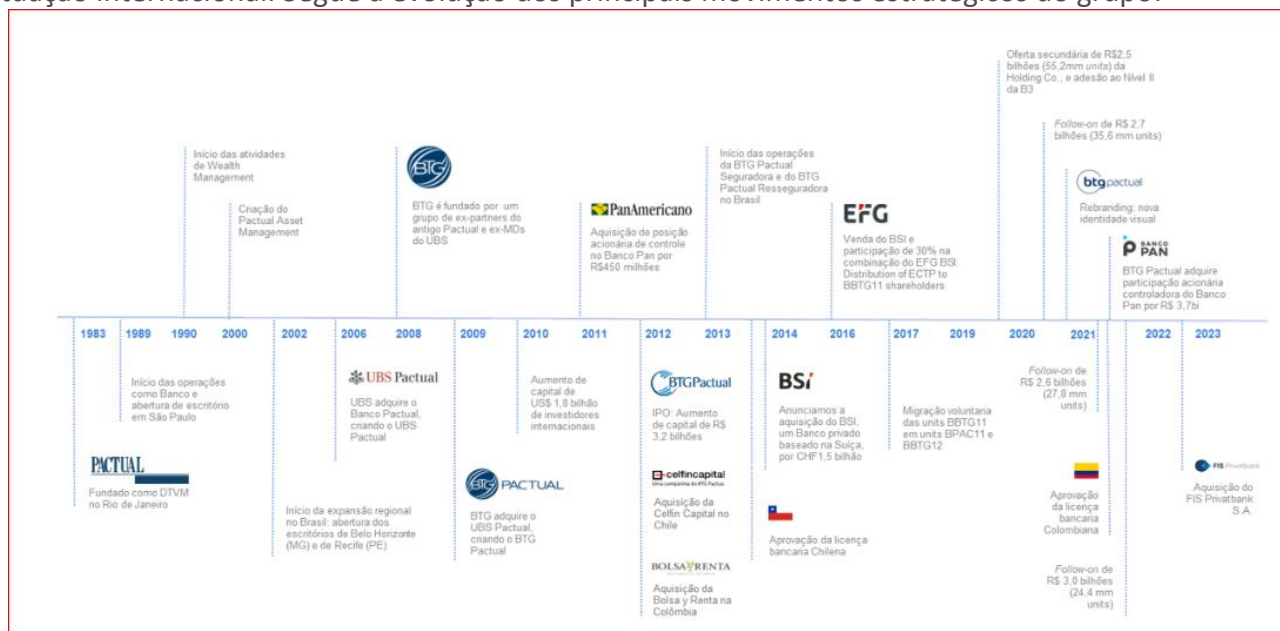 tuação internacional. Segue a evolução dos principais movimentos estratégicos do grupo:
Oferta secundária de R$2,5
bilhões (55,2mm units) da
Holding Co., e adesão ao Nível II
da B3
Follow-on de R$ 2,7
bilhões (35,6 mm units)
Início das atividades
de Wealth
Management
Criação do
Pactual Asset
Management
BTG
BTG é fundado por um
grupo de ex-partners do
antigo Pactual e ex-MDs
do UBS
PanAmericano
Aquisição de posição
acionária de controle
no Banco Pan por
R$450 milhões
Início das operações
da BTG Pactual
Seguradora e do BTG
Pactual Resseguradora
no Brasil
EFG
Venda do BSI e
participação de 30% na
combinação do EFG BSI.
Distribution of ECTP to
BBTG11 shareholders
btgpactual
Rebranding: nova
identidade visual
BANCO
PAN
BTG Pactual adquire
participação acionária
controladora do Banco
Pan por R$ 3,7bi
1983 1989 1990 2000 2002 2006 2008 2009 2010 2011 2012 2013 2014 2016 2017 2019 2020 2021 2022 2023
Início das operações
como Banco e
abertura de escritório
em São Paulo
PACTUAL
Fundado como DTVM
no Rio de Janeiro
Início da expansão regional
no Brasil: abertura dos
escritórios de Belo Horizonte
(MG) e de Recife (PE)
UBS Pactual
UBS adquire o
Banco Pactual,
criando o UBS
Pactual
BTG PACTUAL
BTG adquire o
UBS Pactual,
criando o BTG
Pactual
Aumento de
capital de
US$ 1,8 bilhão
de investidores
internacionais
BTGPactual
IPO: Aumento
de capital de R$
3,2 bilhões
celfincapital
Una compañia de BTG Pactual
Aquisição da
Celfin Capital no
Chile
BOLSA Y RENTA
Aquisição da
Bolsa y Renta na
Colômbia
BSI
Anunciamos a
aquisição do BSI,
um Banco privado
baseado na Suíça,
por CHF1,5 bilhão
Aprovação da licença
bancaria Chilena
Migração voluntaria
das units BBTG11
em units BPAC11 e
BBTG12
Follow-on de
R$ 2,6 bilhões
(27,8 mm
units)
Aprovação
da licença
bancaria
Colombiana
Follow-on de
R$ 3,0 bilhões
(24,4 mm
units)
FIS Privatbank
Aquisição do
FIS Privatbank
S.A.